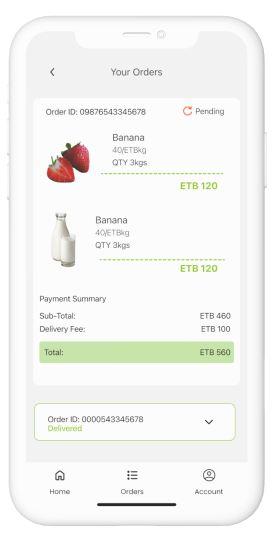 Your Orders
Order ID: 09876543345678 Pending
Banana
40/ETBkg
QTY 3kgs
ETB 120
Banana
40/ETBkg
QTY 3kgs
ETB 120
Payment Summary
Sub-Total: ETB 460
Delivery Fee: ETB 100
Total: ETB 560
Order ID: 0000543345678
Delivered
Home Orders Account